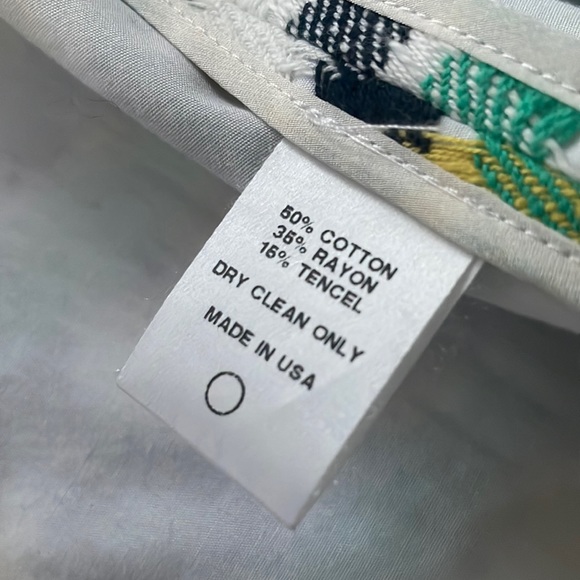 50% COTTON
35% RAYON
15% TENCEL
DRY CLEAN ONLY
MADE IN USA